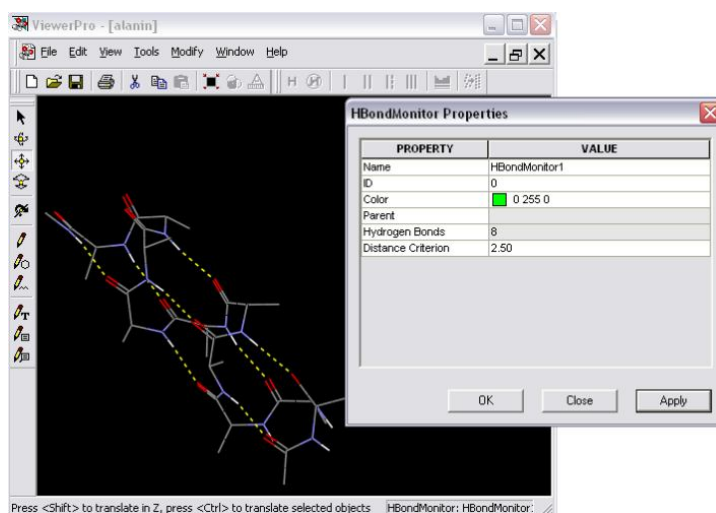 ViewerPro - [alanin]
File Edit View Tools Modify Window Help
H H
T
HBondMonitor Properties
PROPERTY VALUE
Name HBondMonitor1
ID 0
Color 0 255 0
Parent
Hydrogen Bonds 8
Distance Criterion 2.50
OK Close Apply
Press <Shift> to translate in Z, press <Ctrl> to translate selected objects HBondMonitor: HBondMonitor: